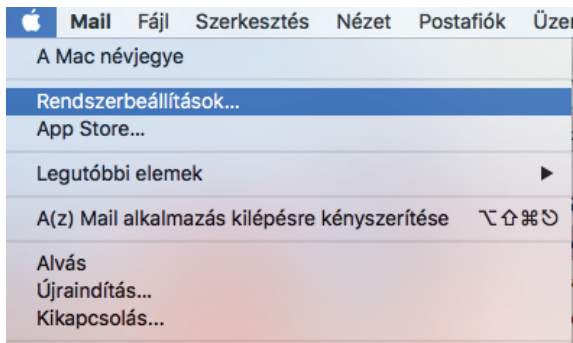 Mail Fájl Szerkesztés Nézet Postafiók Üze
A Mac névjegye
Rendszerbeállítások...
App Store...
Legutóbbi elemek
A(z) Mail alkalmazás kilépésre kényszerítése ⌥⇧⌘⎋
Alvás
Újraindítás...
Kikapcsolás...